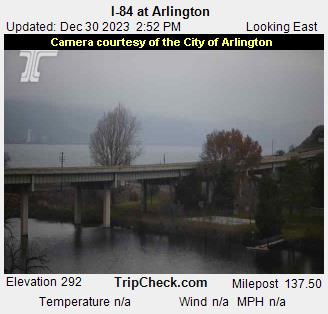 I-84 at Arlington
Updated: Dec 30 2023 2:52 PM Looking East
Camera courtesy of the City of Arlington
Elevation 292 TripCheck.com Milepost 137.50
Temperature n/a Wind n/a MPH n/a